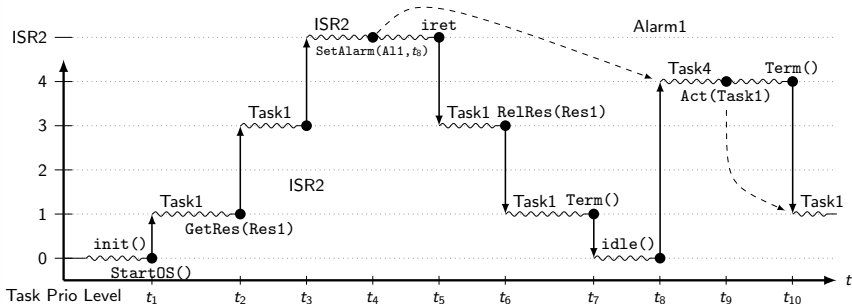 ISR2 iret Alarm1
ISR2 SetAlarm(Al1,t8)
4 Task4 Term()
Act(Task1)
3 Task1 Task1 RelRes(Res1)
2 ISR2
1 Task1 Task1 Term() Task1
GetRes(Res1)
0 init() idle()
StartOS()
t
Task Prio Level t1 t2 t3 t4 t5 t6 t7 t8 t9 t10